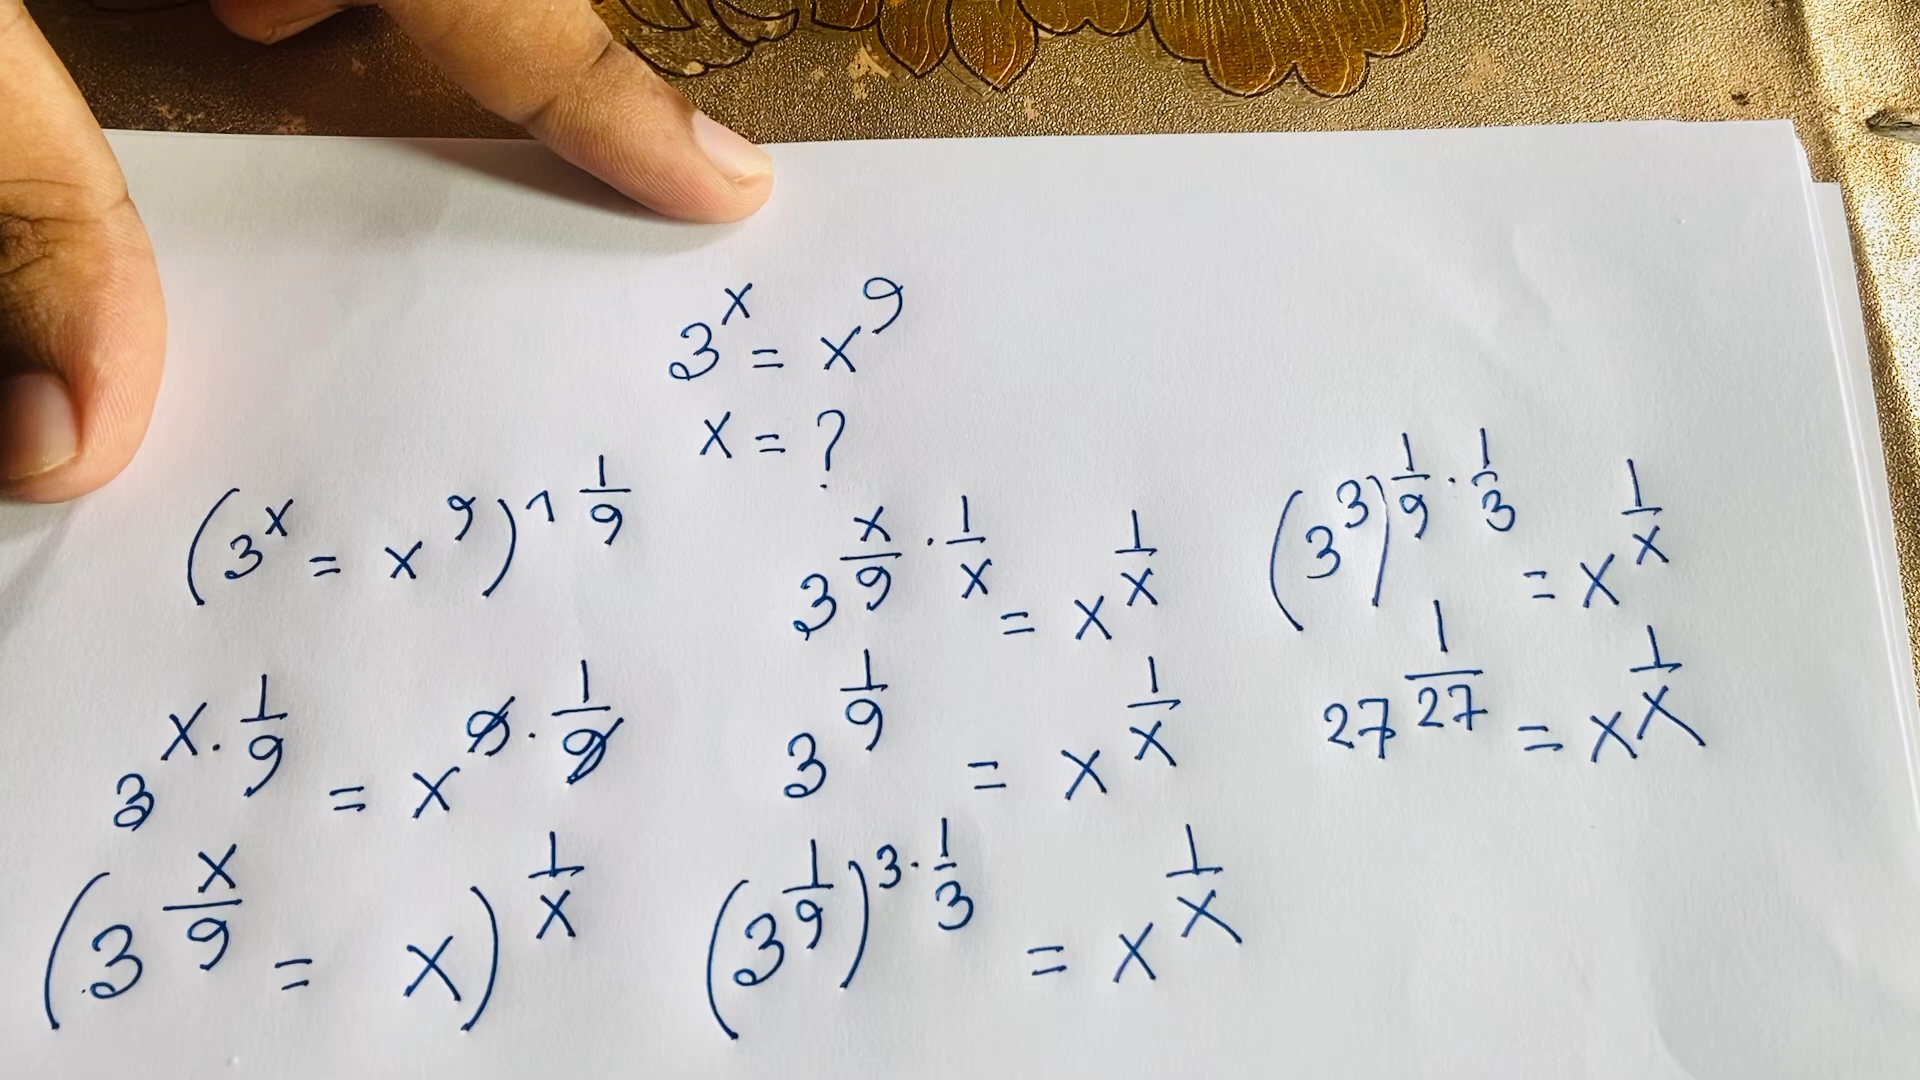 3^x = x^9
x = ?
(3^x = x^9)^1 1/9
3^(x · 1/9) = x^(9 · 1/9)
(3^(x/9) = x)^(1/x)
3^(x/9 · 1/x) = x^(1/x)
3^(1/9) = x^(1/x)
(3^(1/9))^(3 · 1/3) = x^(1/x)
(3^3)^(1/9 · 1/3) = x^(1/x)
27^(1/27) = x^(1/x)